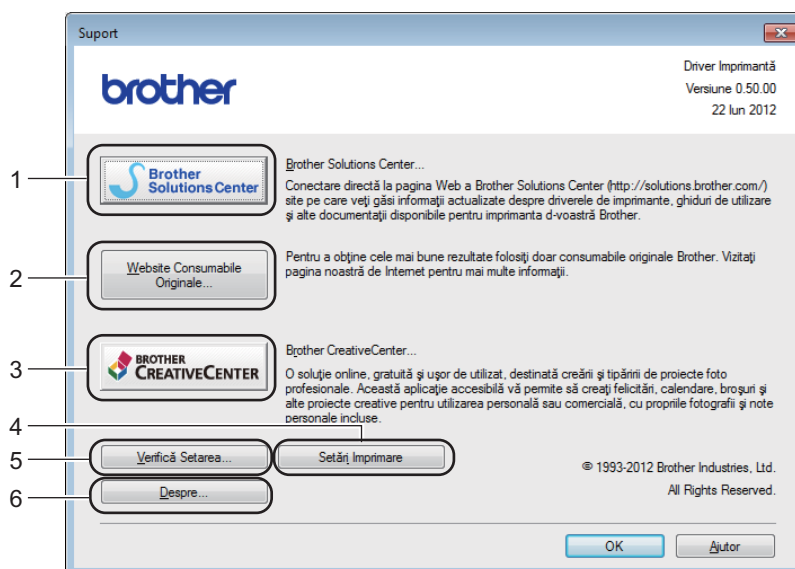 Suport
brother
Driver Imprimantă
Versiune 0.50.00
22 Iun 2012
1
Brother
Solutions Center
Brother Solutions Center...
Conectare directă la pagina Web a Brother Solutions Center (http://solutions.brother.com/)
site pe care veţi găsi informaţii actualizate despre driverele de imprimante, ghiduri de utilizare
şi alte documentaţii disponibile pentru imprimanta d-voastră Brother.
2
Website Consumabile
Originale...
Pentru a obţine cele mai bune rezultate folosiţi doar consumabile originale Brother. Vizitaţi
pagina noastră de Internet pentru mai multe informaţii.
3
BROTHER
CREATIVECENTER
Brother CreativeCenter...
O soluţie online, gratuită şi uşor de utilizat, destinată creării şi tipăririi de proiecte foto
profesionale. Această aplicaţie accesibilă vă permite să creaţi felicitări, calendare, broşuri şi
alte proiecte creative pentru utilizarea personală sau comercială, cu propriile fotografii şi note
personale incluse.
4
5
Verifică Setarea...
Setări Imprimare
© 1993-2012 Brother Industries, Ltd.
6
Despre...
All Rights Reserved.
OK
Ajutor